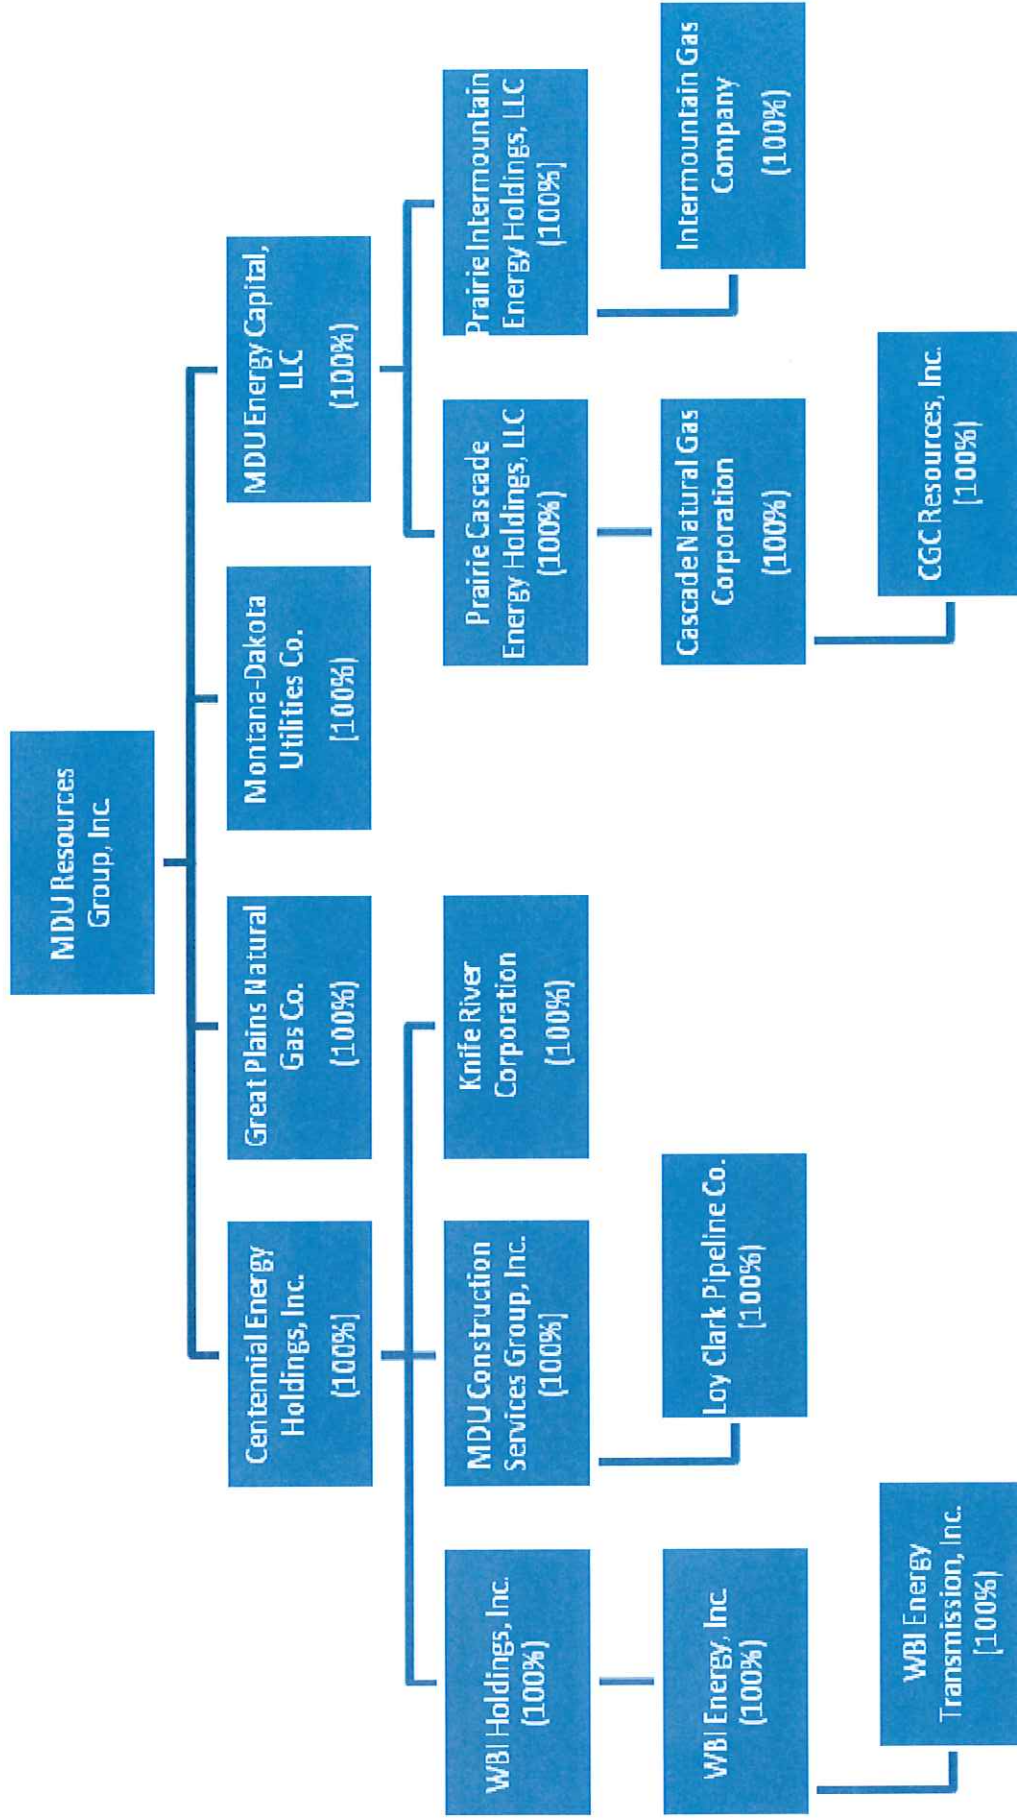 MDU Resources
Group, Inc.
Centennial Energy
Holdings, Inc.
(100%]
Great Plains Natural
Gas Co.
(100%)
Montana-Dakota
Utilities Co.
[100%)
MDU Energy Capital,
LLC
(100%)
WBI Holdings, Inc.
(100%)
MDU Construction
Services Group, Inc.
(100%]
Knife River
Corporation
(100%)
Prairie Cascade
Energy Holdings, LLC
(100%)
Prairie Intermountain
Energy Holdings, LLC
(100%]
WBI Energy, Inc.
(100%)
Loy Clark Pipeline Co.
[100%)
Cascade Natural Gas
Corporation
(100%)
Intermountain Gas
Company
(100%)
WBI Energy
Transmission, Inc.
[100%)
CGC Resources, Inc.
[100%)